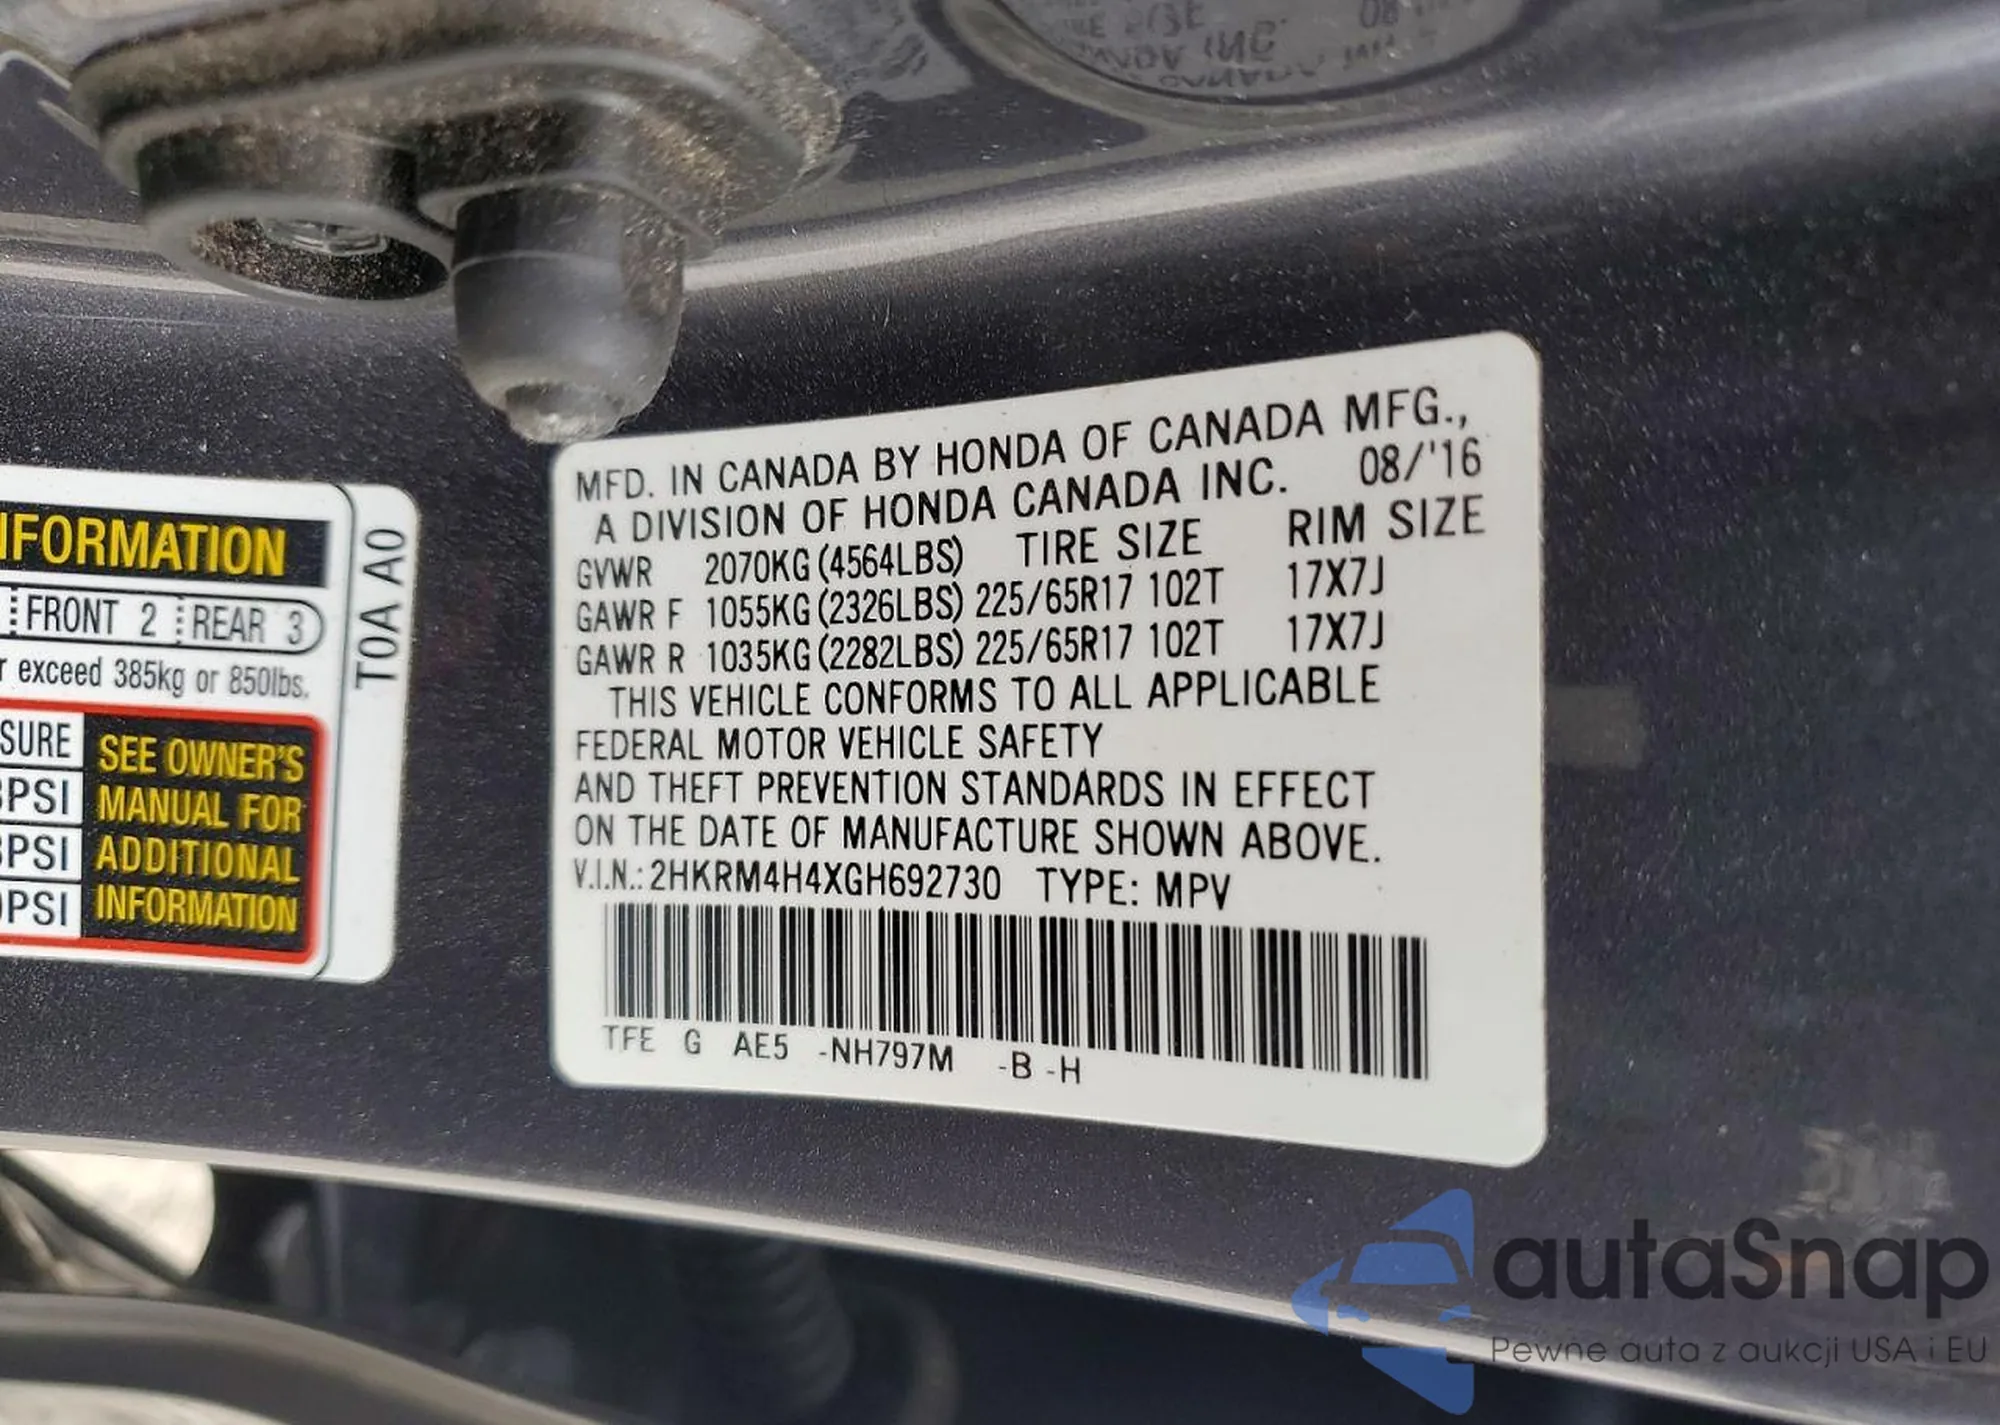 MFD. IN CANADA BY HONDA OF CANADA MFG.,
A DIVISION OF HONDA CANADA INC. 08/'16
GVWR 2070KG (4564LBS) TIRE SIZE RIM SIZE
GAWR F 1055KG (2326LBS) 225/65R17 102T 17X7J
GAWR R 1035KG (2282LBS) 225/65R17 102T 17X7J
THIS VEHICLE CONFORMS TO ALL APPLICABLE
FEDERAL MOTOR VEHICLE SAFETY
AND THEFT PREVENTION STANDARDS IN EFFECT
ON THE DATE OF MANUFACTURE SHOWN ABOVE.
V.I.N.: 2HKRM4H4XGH692730 TYPE: MPV
TFE G AE5 -NH797M -B -H
NFORMATION
FRONT 2 REAR 3
r exceed 385kg or 850lbs.
SURE
PSI
PSI
PSI
SEE OWNER'S
MANUAL FOR
ADDITIONAL
INFORMATION
T0A A0
autaSnap
Pewne auta z aukcji USA i EU